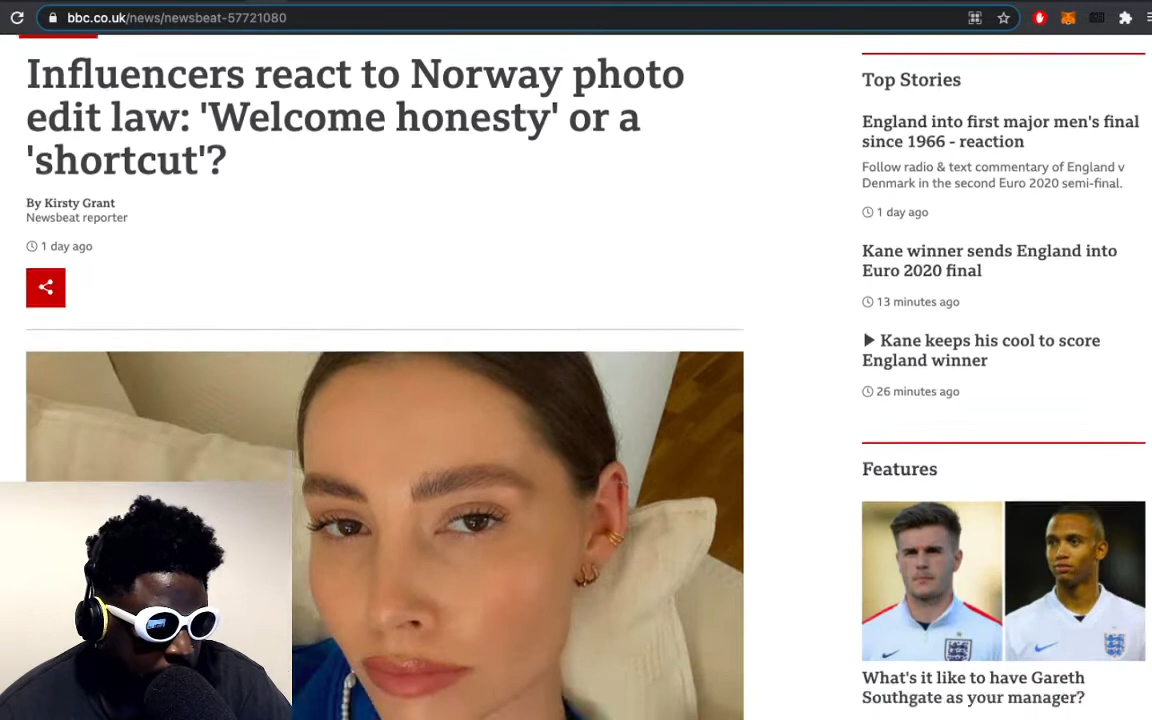 bbc.co.uk/news/newsbeat-57721080
Influencers react to Norway photo
edit law: 'Welcome honesty' or a
'shortcut'?
By Kirsty Grant
Newsbeat reporter
1 day ago
Top Stories
England into first major men's final
since 1966 - reaction
Follow radio & text commentary of England v
Denmark in the second Euro 2020 semi-final.
1 day ago
Kane winner sends England into
Euro 2020 final
13 minutes ago
Kane keeps his cool to score
England winner
26 minutes ago
Features
What's it like to have Gareth
Southgate as your manager?